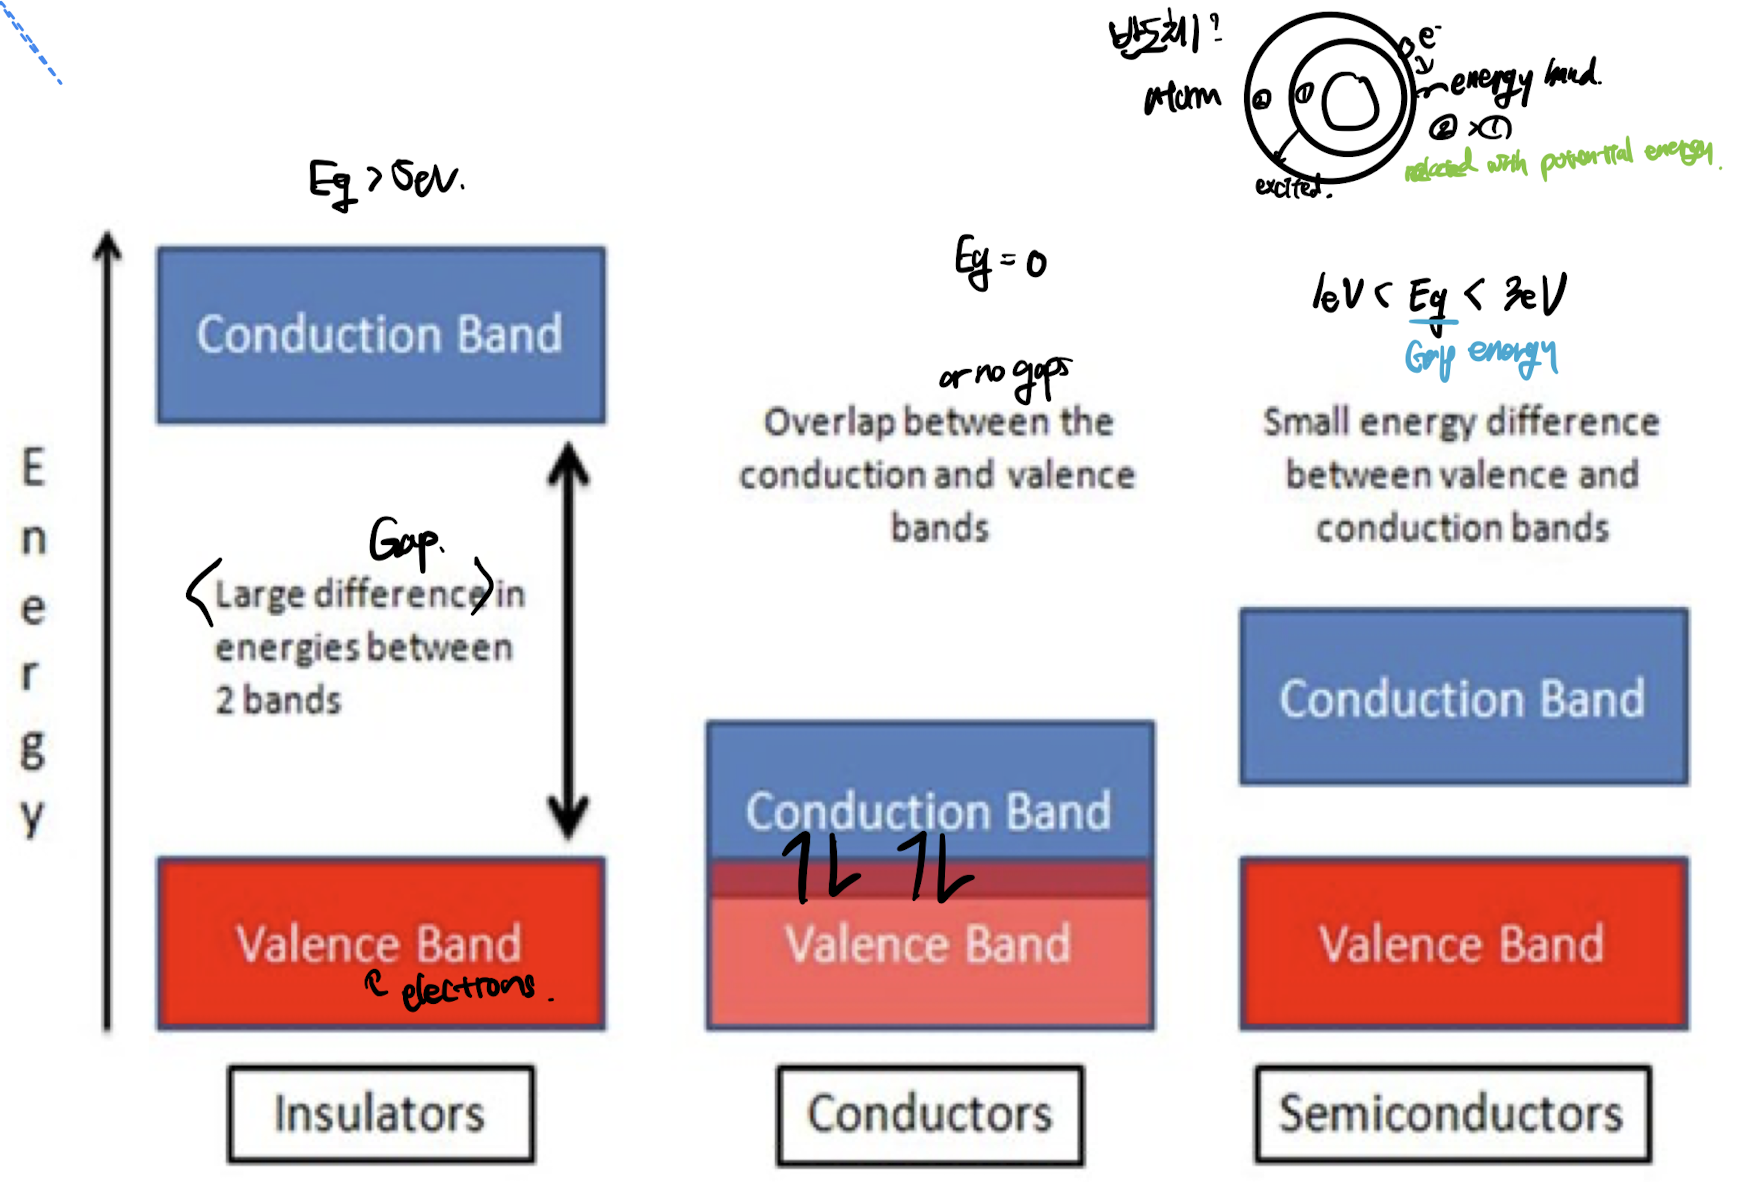 반도체?
Atom
e⁻
energy band.
② > ①
related with potential energy.
② ①
excited.
Eg > 5eV.
Eg = 0
1eV < Eg < 3eV
Gap energy
or no gaps
Conduction Band
Overlap between the
conduction and valence
bands
Small energy difference
between valence and
conduction bands
Energy
Gap.
<Large difference> in
energies between
2 bands
Conduction Band
Conduction Band
Valence Band
electrons.
Valence Band
Valence Band
Insulators
Conductors
Semiconductors